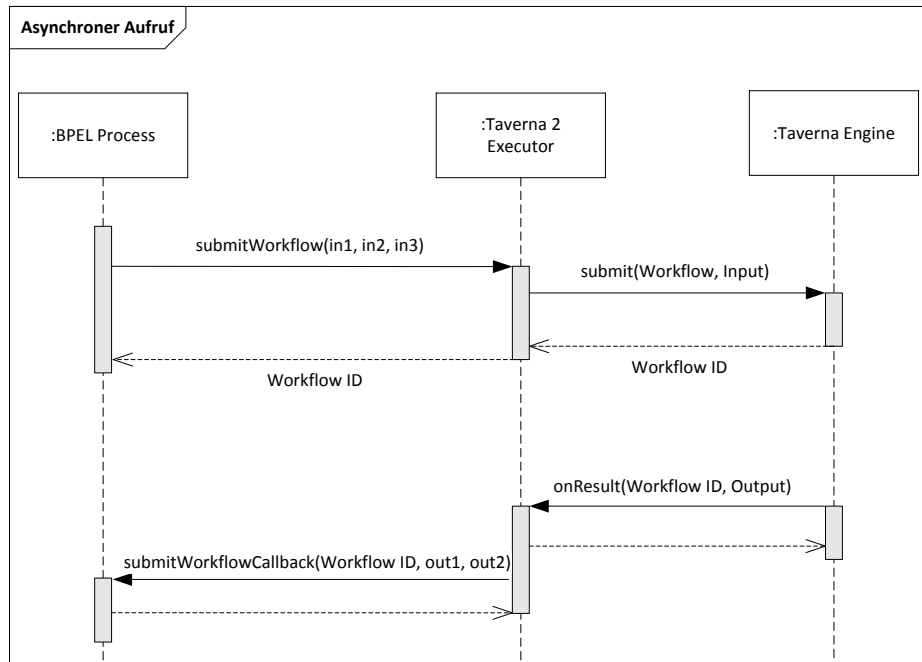 Asynchroner Aufruf
:BPEL Process
:Taverna 2
Executor
:Taverna Engine
submitWorkflow(in1, in2, in3)
submit(Workflow, Input)
Workflow ID
Workflow ID
onResult(Workflow ID, Output)
submitWorkflowCallback(Workflow ID, out1, out2)